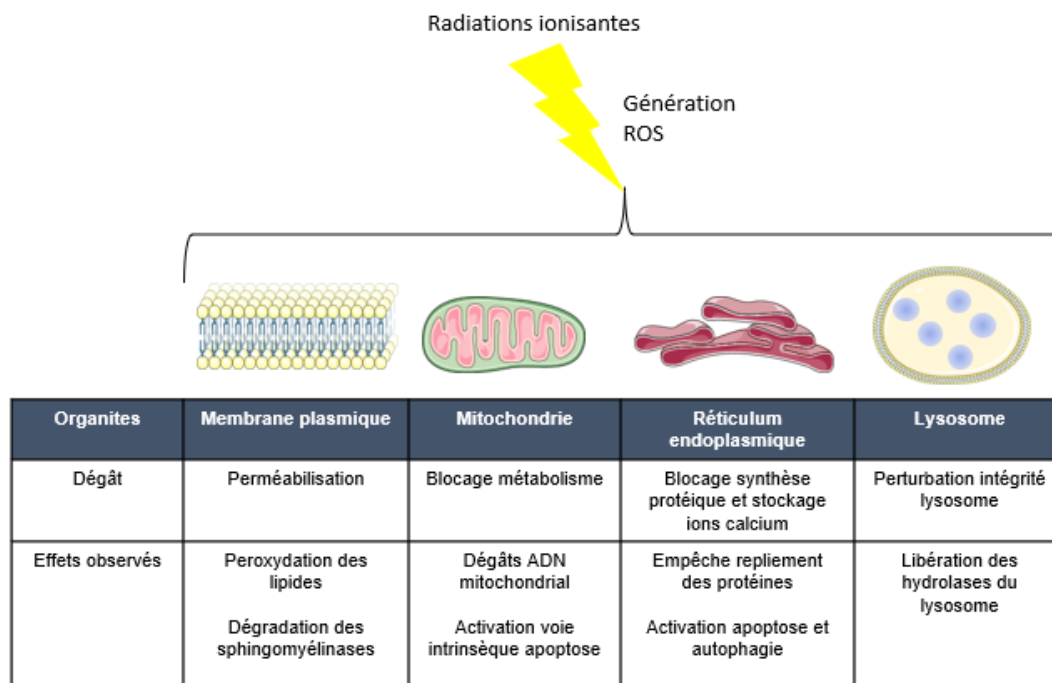 Radiations ionisantes
Génération
ROS
Organites
Membrane plasmique
Mitochondrie
Réticulum
endoplasmique
Lysosome
Dégât
Perméabilisation
Blocage métabolisme
Blocage synthèse
protéique et stockage
ions calcium
Perturbation intégrité
lysosome
Effets observés
Peroxydation des
lipides
Dégradation des
sphingomyélinases
Dégâts ADN
mitochondrial
Activation voie
intrinsèque apoptose
Empêche repliement
des protéines
Activation apoptose et
autophagie
Libération des
hydrolases du
lysosome